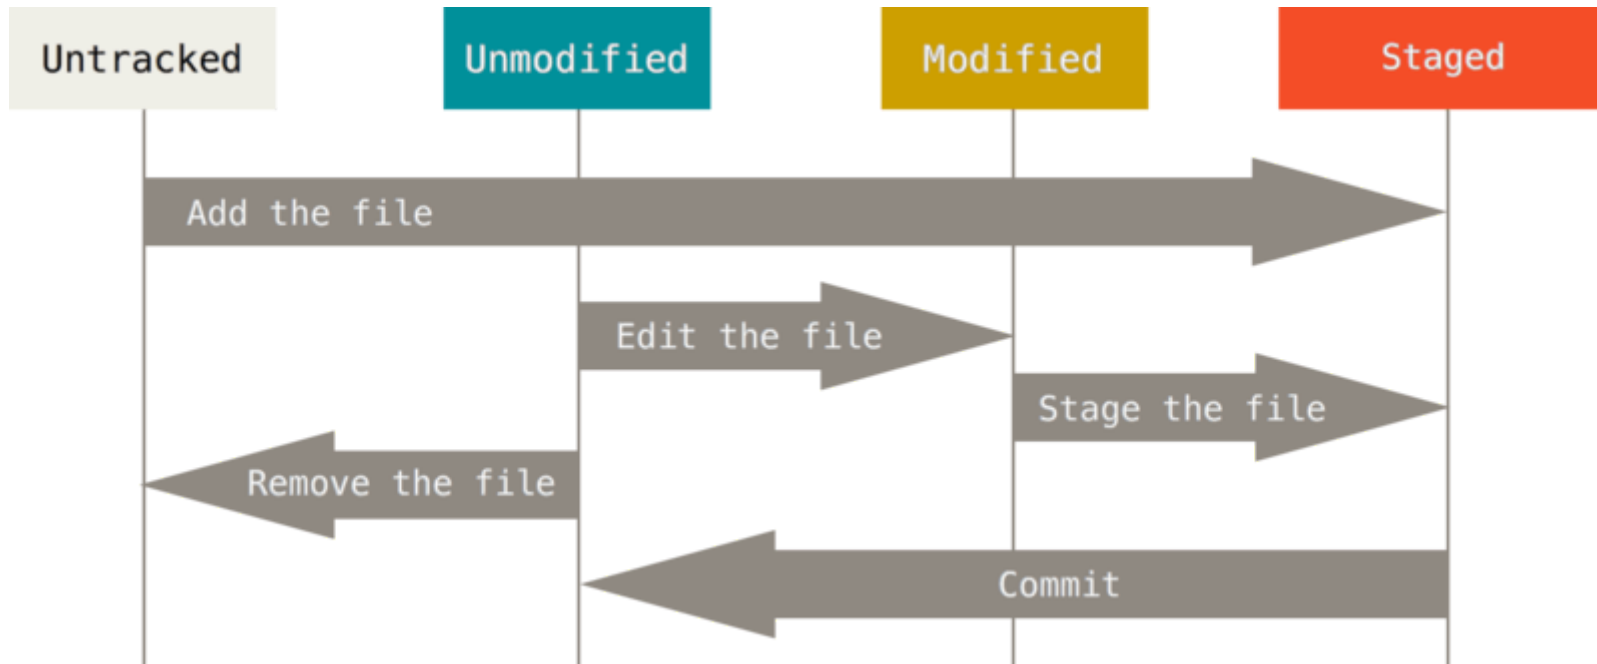 Untracked
Unmodified
Modified
Staged
Add the file
Edit the file
Stage the file
Remove the file
Commit